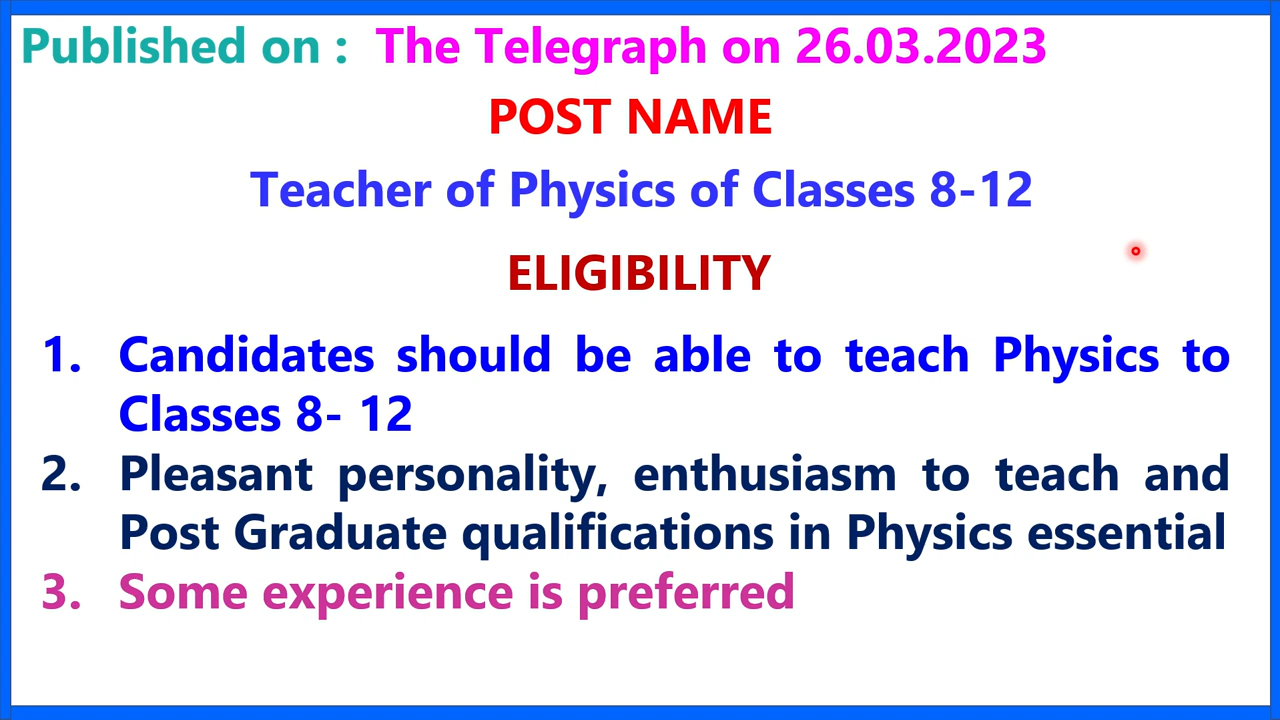 Published on : The Telegraph on 26.03.2023
POST NAME
Teacher of Physics of Classes 8-12
ELIGIBILITY
1. Candidates should be able to teach Physics to
Classes 8- 12
2. Pleasant personality, enthusiasm to teach and
Post Graduate qualifications in Physics essential
3. Some experience is preferred